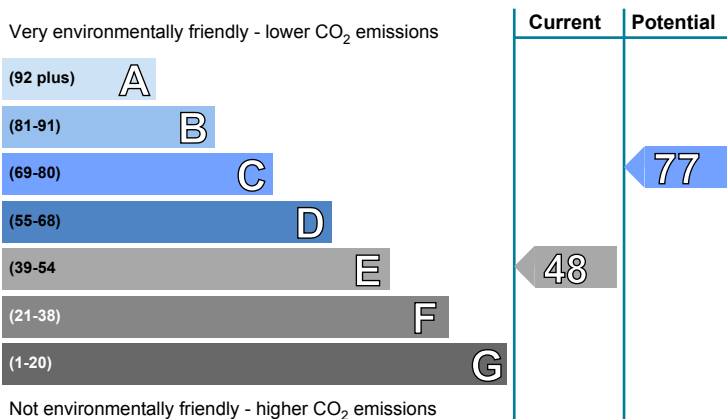 Very environmentally friendly - lower CO2 emissions
Current
Potential
(92 plus) A
(81-91) B
(69-80) C
77
(55-68) D
(39-54 E
48
(21-38) F
(1-20) G
Not environmentally friendly - higher CO2 emissions